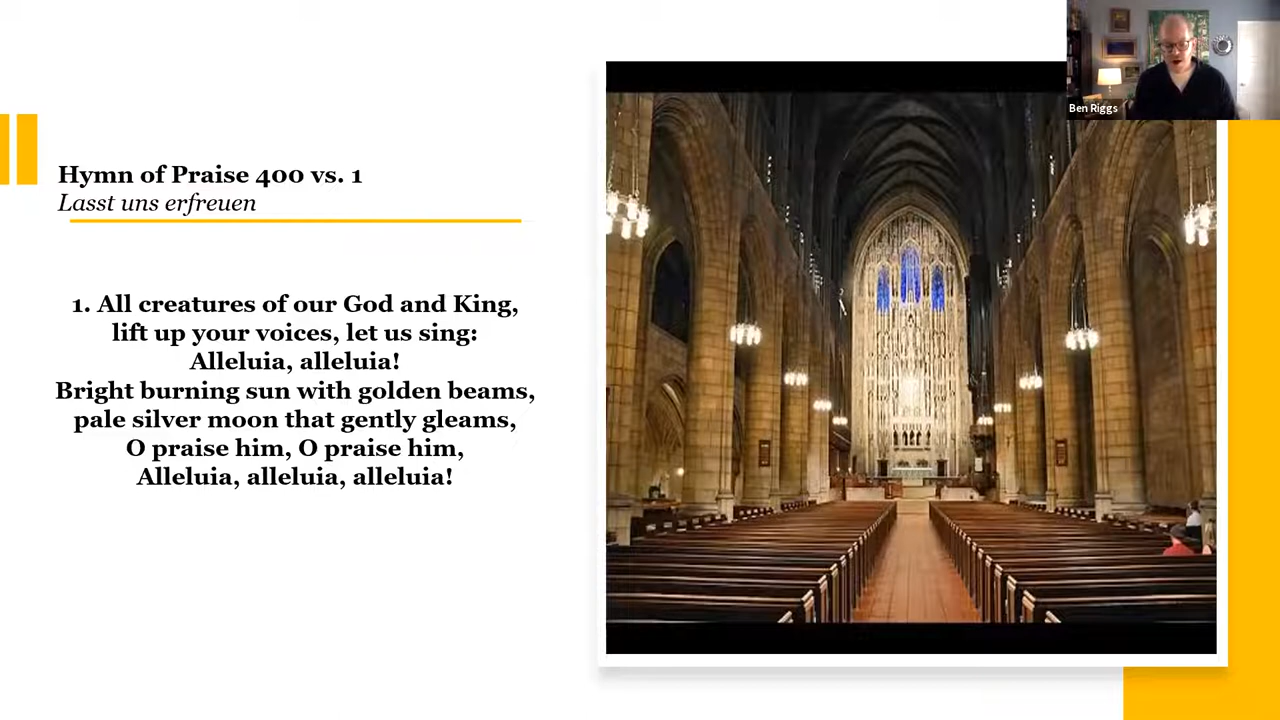 Hymn of Praise 400 vs. 1
Lasst uns erfreuen
1. All creatures of our God and King,
lift up your voices, let us sing:
Alleluia, alleluia!
Bright burning sun with golden beams,
pale silver moon that gently gleams,
O praise him, O praise him,
Alleluia, alleluia, alleluia!
Ben Riggs